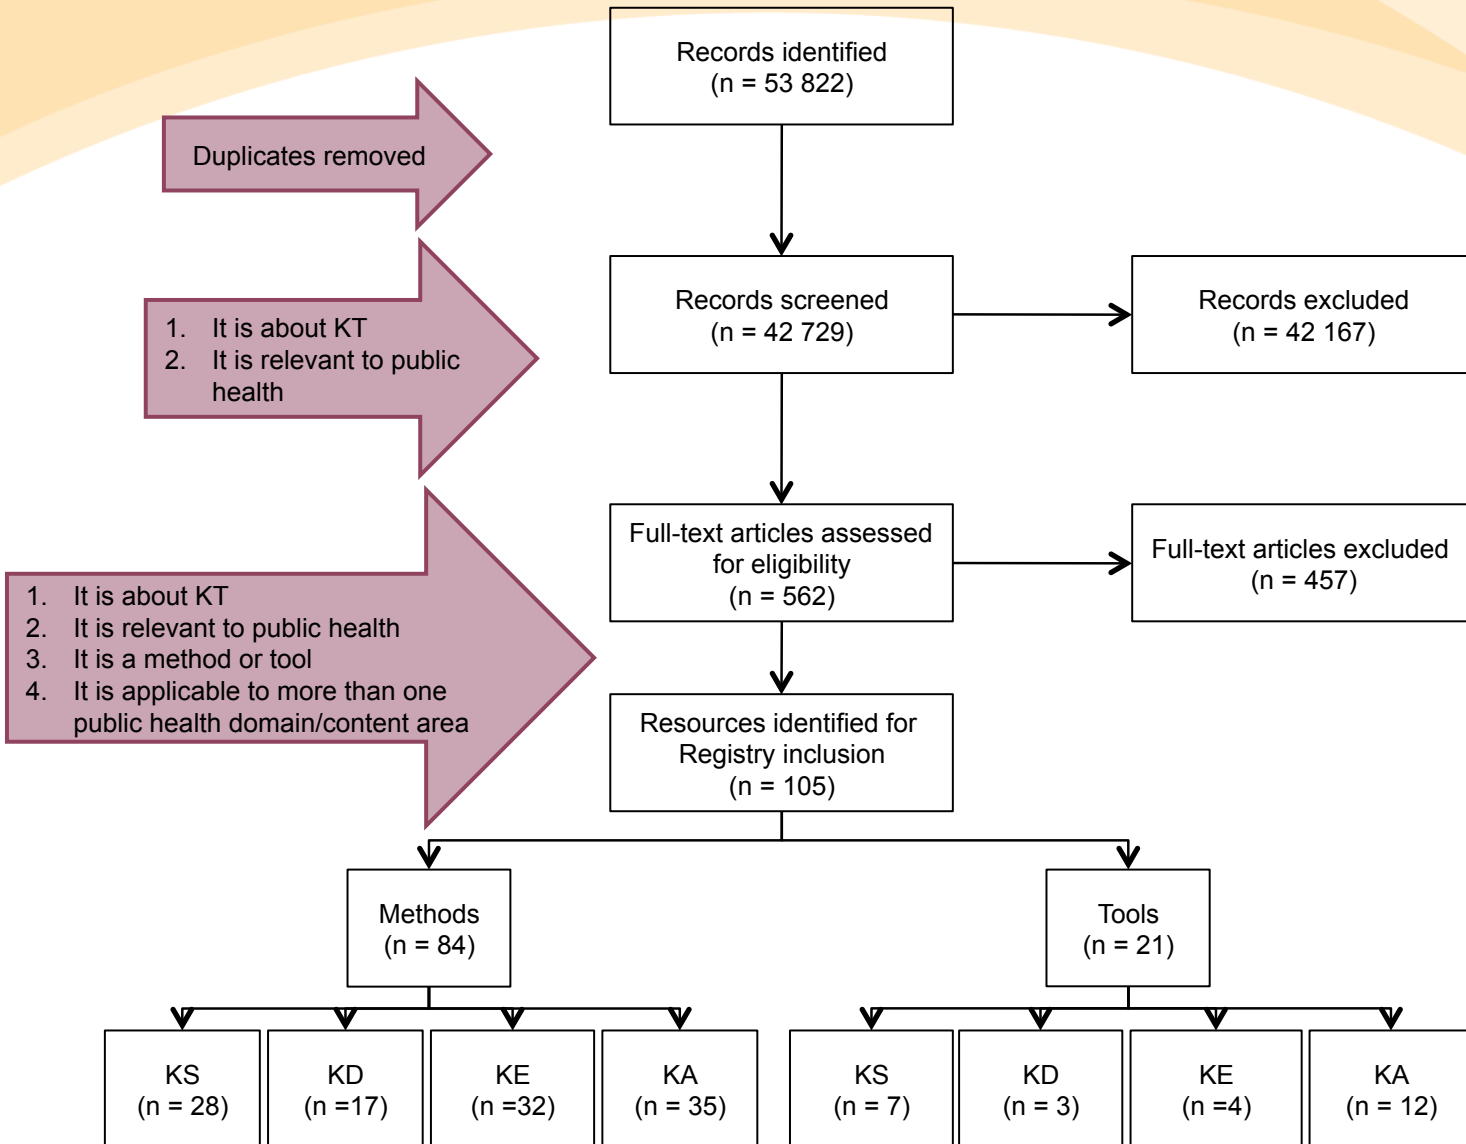 Records identified
(n = 53 822)
Duplicates removed
Records screened
(n = 42 729)
Records excluded
(n = 42 167)
1. It is about KT
2. It is relevant to public
health
Full-text articles assessed
for eligibility
(n = 562)
Full-text articles excluded
(n = 457)
1. It is about KT
2. It is relevant to public health
3. It is a method or tool
4. It is applicable to more than one
public health domain/content area
Resources identified for
Registry inclusion
(n = 105)
Methods
(n = 84)
Tools
(n = 21)
KS
(n = 28)
KD
(n =17)
KE
(n =32)
KA
(n = 35)
KS
(n = 7)
KD
(n = 3)
KE
(n =4)
KA
(n = 12)